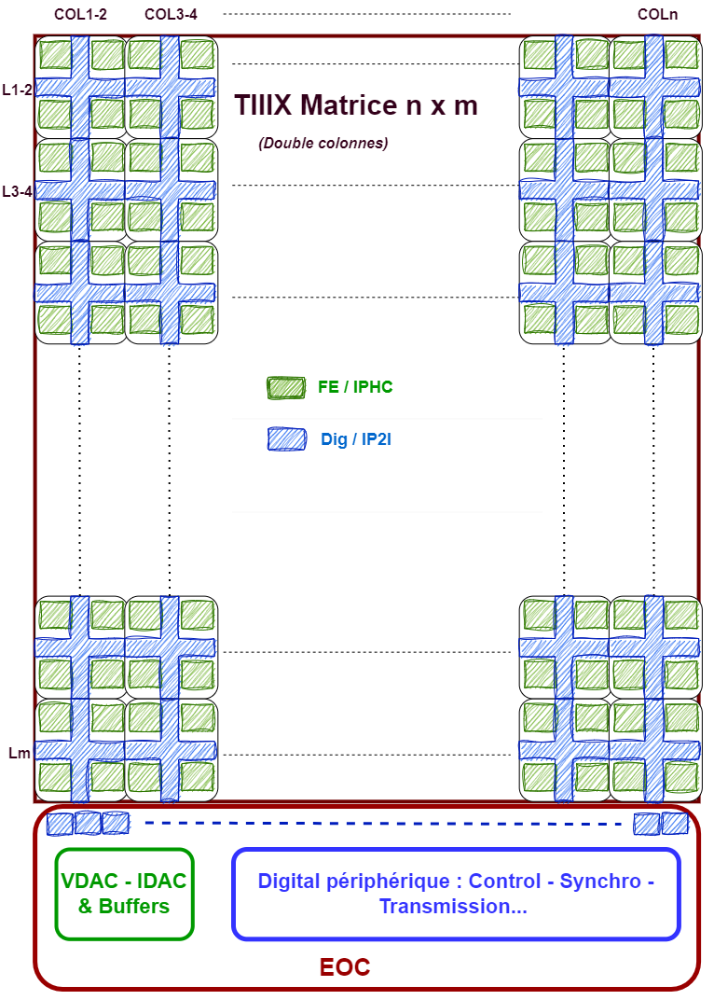 COL1-2 COL3-4 COLn
L1-2
TIIIX Matrice n x m
(Double colonnes)
L3-4
FE / IPHC
Dig / IP2I
Lm
VDAC - IDAC
& Buffers
Digital périphérique : Control - Synchro -
Transmission...
EOC